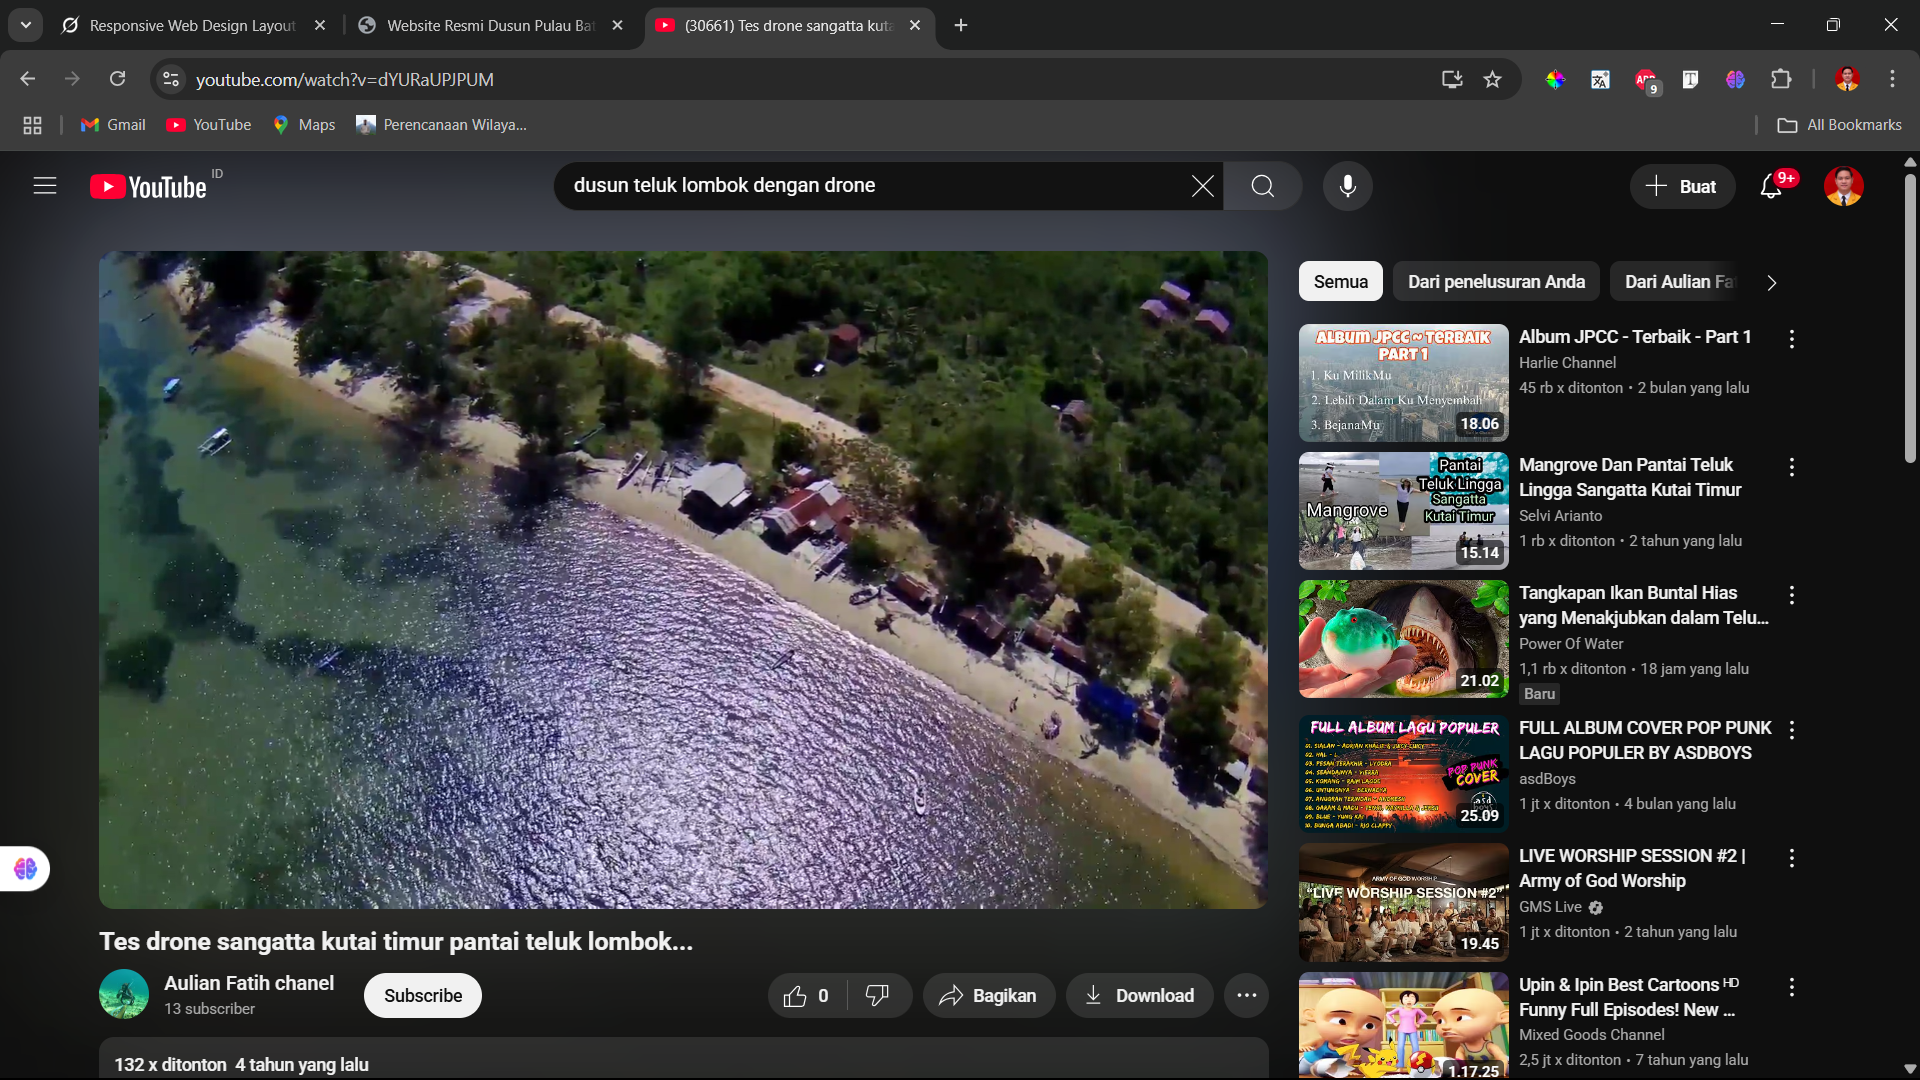 Responsive Web Design Layout
Website Resmi Dusun Pulau Bat
(30661) Tes drone sangatta kuta
youtube.com/watch?v=dYURaUPJPUM
9
Gmail
YouTube
Maps
Perencanaan Wilaya...
All Bookmarks
YouTube ID
dusun teluk lombok dengan drone
Buat
9+
Semua
Dari penelusuran Anda
Dari Aulian Fat
ALBUM JPCC ~ TERBAIK
PART 1
1. Ku MilikMu
2. Lebih Dalam Ku Menyembah
3. BejanaMu
18.06
Album JPCC - Terbaik - Part 1
Harlie Channel
45 rb x ditonton • 2 bulan yang lalu
Pantai
Teluk Lingga
Sangatta
Kutai Timur
Mangrove
15.14
Mangrove Dan Pantai Teluk
Lingga Sangatta Kutai Timur
Selvi Arianto
1 rb x ditonton • 2 tahun yang lalu
21.02
Tangkapan Ikan Buntal Hias
yang Menakjubkan dalam Telu...
Power Of Water
1,1 rb x ditonton • 18 jam yang lalu
Baru
FULL ALBUM LAGU POPULER
POP PUNK
COVER
25.09
FULL ALBUM COVER POP PUNK
LAGU POPULER BY ASDBOYS
asdBoys
1 jt x ditonton • 4 bulan yang lalu
ARMY OF GOD WORSHIP
"LIVE WORSHIP SESSION #2"
19.45
LIVE WORSHIP SESSION #2 |
Army of God Worship
GMS Live
1 jt x ditonton • 2 tahun yang lalu
1.17.25
Upin & Ipin Best Cartoons ᴴᴰ
Funny Full Episodes! New ...
Mixed Goods Channel
2,5 jt x ditonton • 7 tahun yang lalu
Tes drone sangatta kutai timur pantai teluk lombok...
Aulian Fatih chanel
13 subscriber
Subscribe
0
Bagikan
Download
132 x ditonton 4 tahun yang lalu